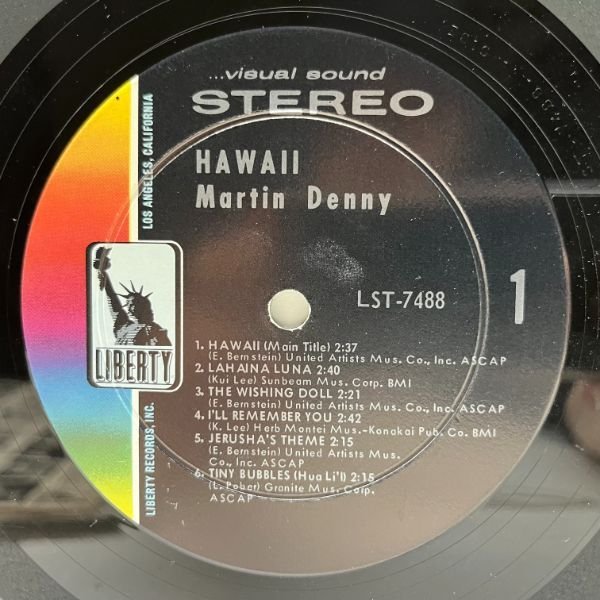 ...visual sound
STEREO
HAWAII
Martin Denny
LST-7488
1
LOS ANGELES, CALIFORNIA
LIBERTY
LIBERTY RECORDS, INC.
1. HAWAII (Main Title) 2:37
(E. Bernstein) United Artists Mus. Co., Inc. ASCAP
2. LAHAINA LUNA 2:40
(Kui Lee) Sunbeam Mus. Corp. BMI
3. THE WISHING DOLL 2:21
(E. Bernstein) United Artists Mus. Co., Inc. ASCAP
4. I'LL REMEMBER YOU 2:42
(K. Lee) Herb Montei Mus.-Konakai Pub. Co. BMI
5. JERUSHA'S THEME 2:15
(E. Bernstein) United Artists Mus.
Co., Inc. ASCAP
6. TINY BUBBLES (Hua Li'l) 2:15
(L. Pober) Granite Mus. Corp.
ASCAP